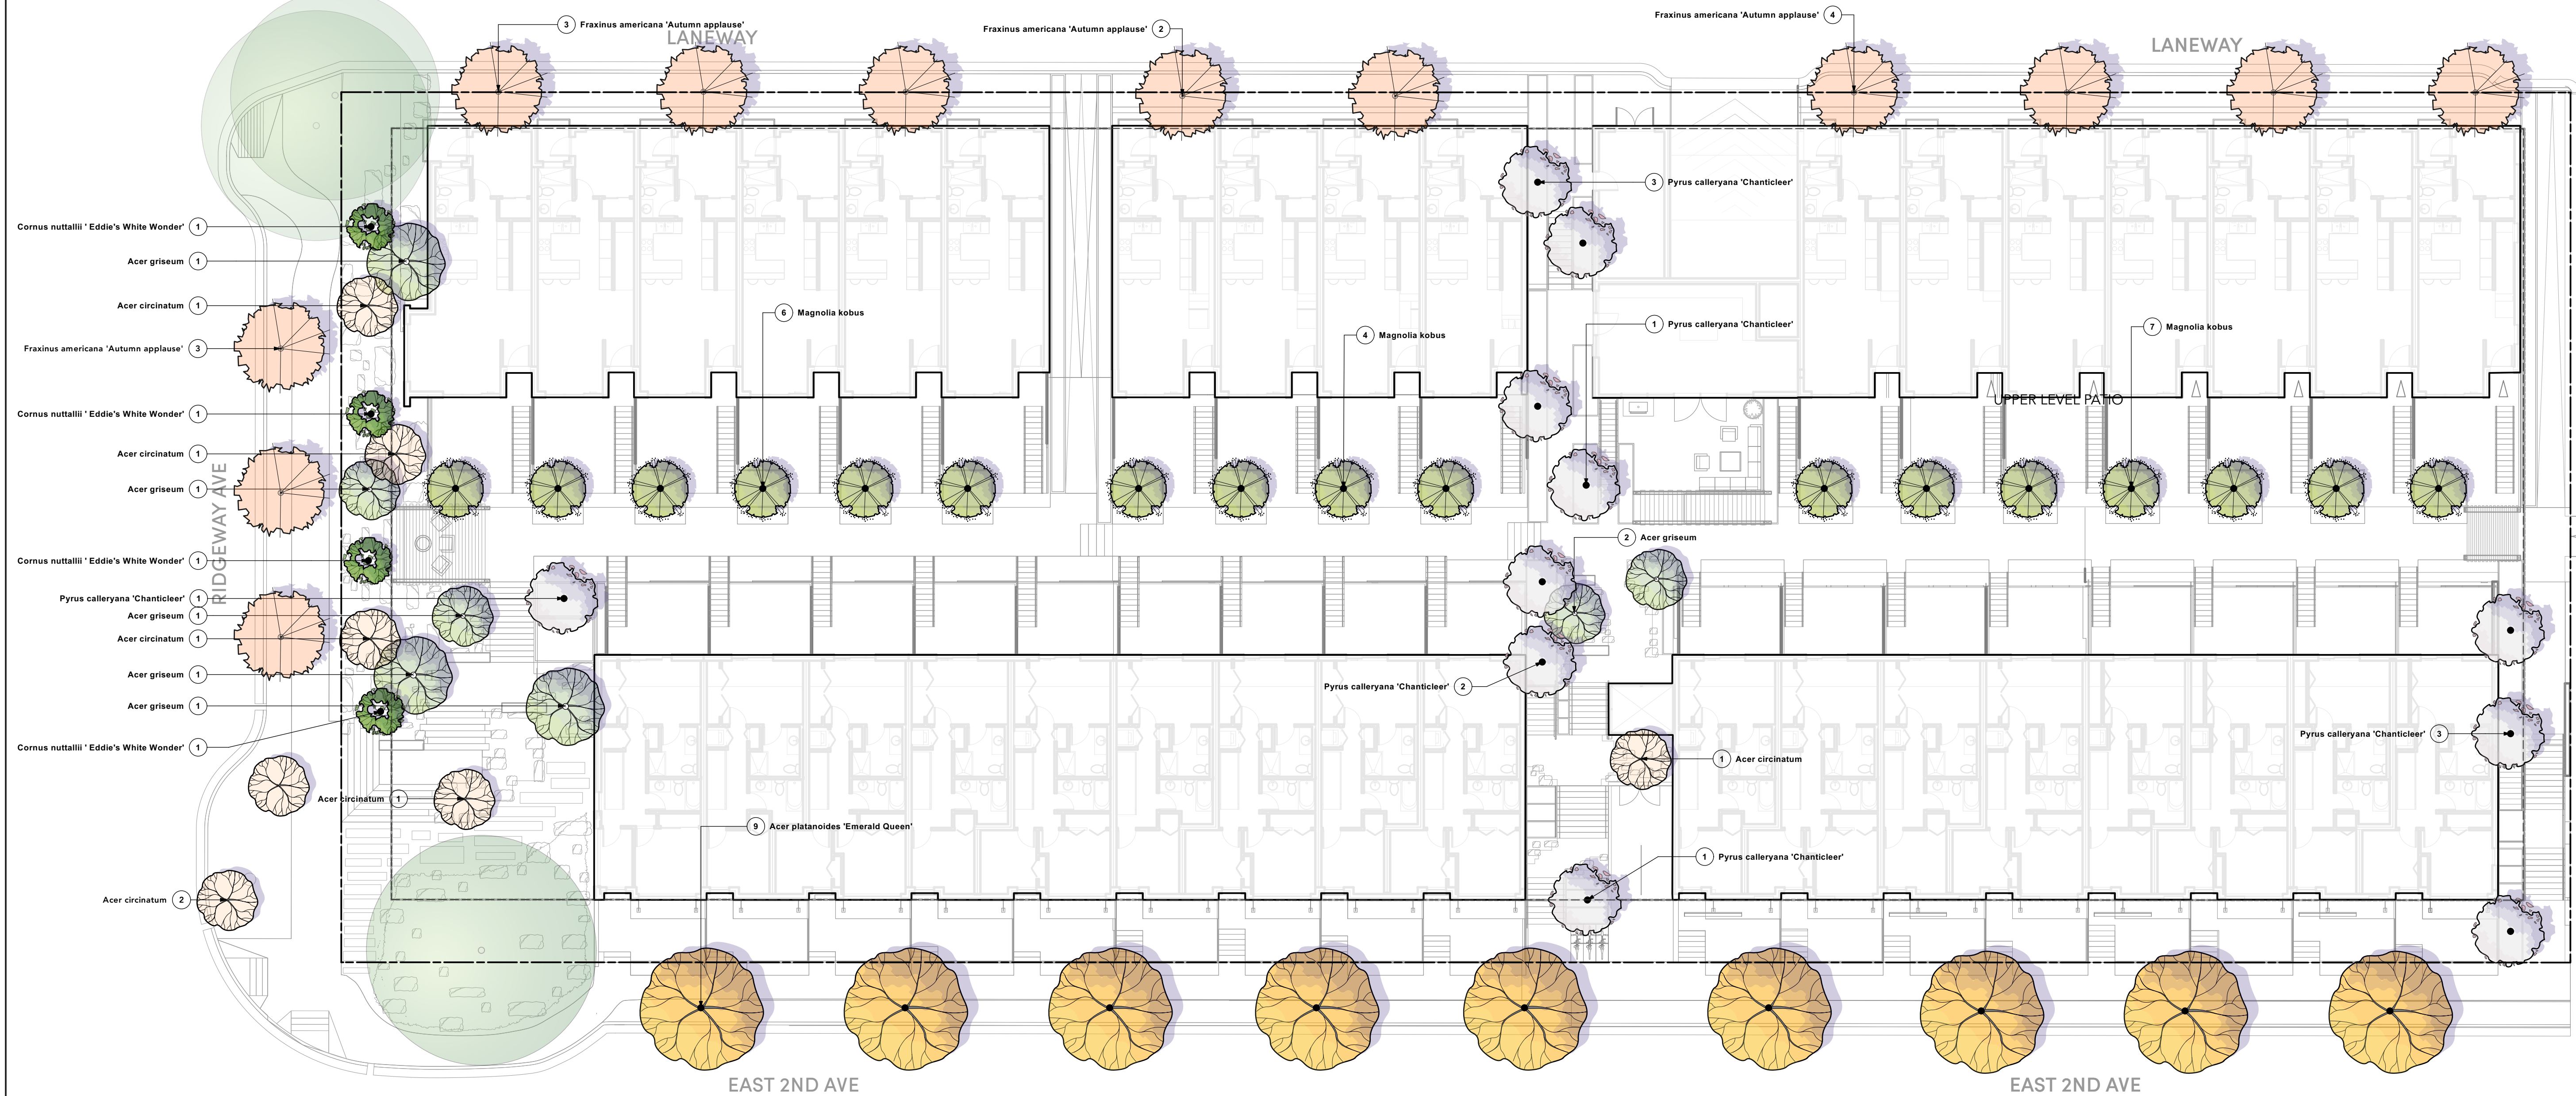 Fraxinus americana 'Autumn applause' 4
3 Fraxinus americana 'Autumn applause'
Fraxinus americana 'Autumn applause' 2
LANEWAY
LANEWAY
3 Pyrus calleryana 'Chanticleer'
Cornus nuttallii ' Eddie's White Wonder' 1
Acer griseum 1
Acer circinatum 1
6 Magnolia kobus
1 Pyrus calleryana 'Chanticleer'
7 Magnolia kobus
4 Magnolia kobus
Fraxinus americana 'Autumn applause' 3
UPPER LEVEL PATIO
Cornus nuttallii ' Eddie's White Wonder' 1
Acer circinatum 1
Acer griseum 1
RIDGEWAY AVE
2 Acer griseum
Cornus nuttallii ' Eddie's White Wonder' 1
Pyrus calleryana 'Chanticleer' 1
Acer griseum 1
Acer circinatum 1
Acer griseum 1
Pyrus calleryana 'Chanticleer' 2
Acer griseum 1
Pyrus calleryana 'Chanticleer' 3
Cornus nuttallii ' Eddie's White Wonder' 1
1 Acer circinatum
Acer circinatum 1
9 Acer platanoides 'Emerald Queen'
1 Pyrus calleryana 'Chanticleer'
Acer circinatum 2
EAST 2ND AVE
EAST 2ND AVE